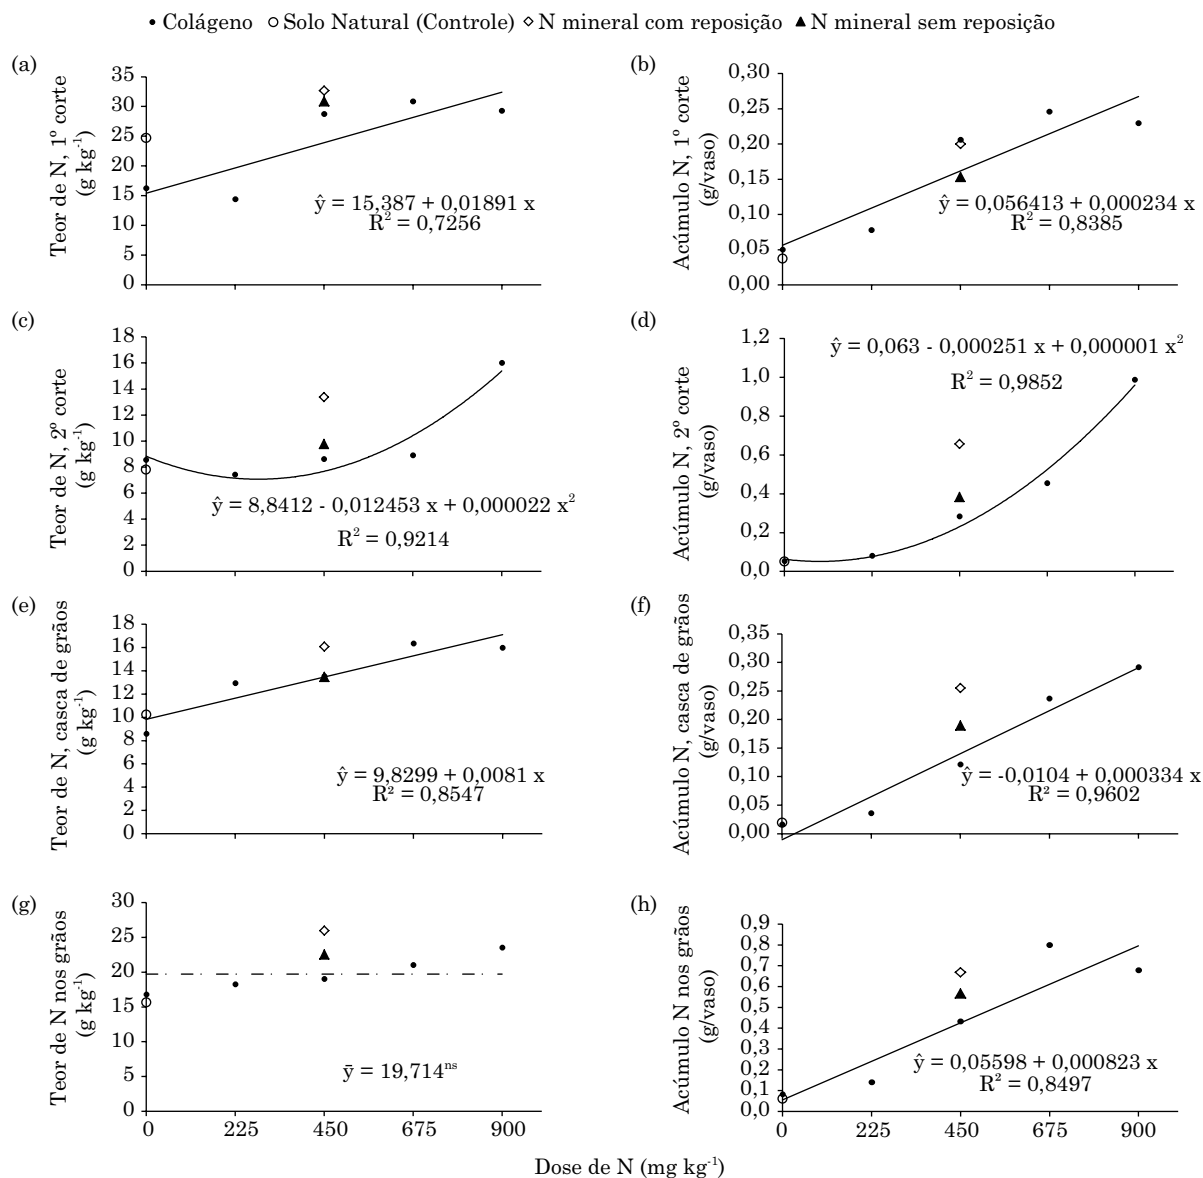 Colágeno Solo Natural (Controle) N mineral com reposição N mineral sem reposição
(a)
Teor de N, 1º corte
(g kg⁻¹)
35
30
25
20
15
10
5
0
ŷ = 15,387 + 0,01891 x
R² = 0,7256
(b)
Acúmulo N, 1º corte
(g/vaso)
0,30
0,25
0,20
0,15
0,10
0,05
0,00
ŷ = 0,056413 + 0,000234 x
R² = 0,8385
(c)
Teor de N, 2º corte
(g kg⁻¹)
18
16
14
12
10
8
6
4
2
0
ŷ = 8,8412 - 0,012453 x + 0,000022 x²
R² = 0,9214
(d)
Acúmulo N, 2º corte
(g/vaso)
1,2
1,0
0,8
0,6
0,4
0,2
0,0
ŷ = 0,063 - 0,000251 x + 0,000001 x²
R² = 0,9852
(e)
Teor de N, casca de grãos
(g kg⁻¹)
18
16
14
12
10
8
6
4
2
0
ŷ = 9,8299 + 0,0081 x
R² = 0,8547
(f)
Acúmulo N, casca de grãos
(g/vaso)
0,35
0,30
0,25
0,20
0,15
0,10
0,05
0,00
ŷ = -0,0104 + 0,000334 x
R² = 0,9602
(g)
Teor de N nos grãos
(g kg⁻¹)
30
25
20
15
10
5
0
ȳ = 19,714ⁿˢ
0 225 450 675 900
(h)
Acúmulo N nos grãos
(g/vaso)
0,9
0,8
0,7
0,6
0,5
0,4
0,3
0,2
0,1
0,0
ŷ = 0,05598 + 0,000823 x
R² = 0,8497
0 225 450 675 900
Dose de N (mg kg⁻¹)